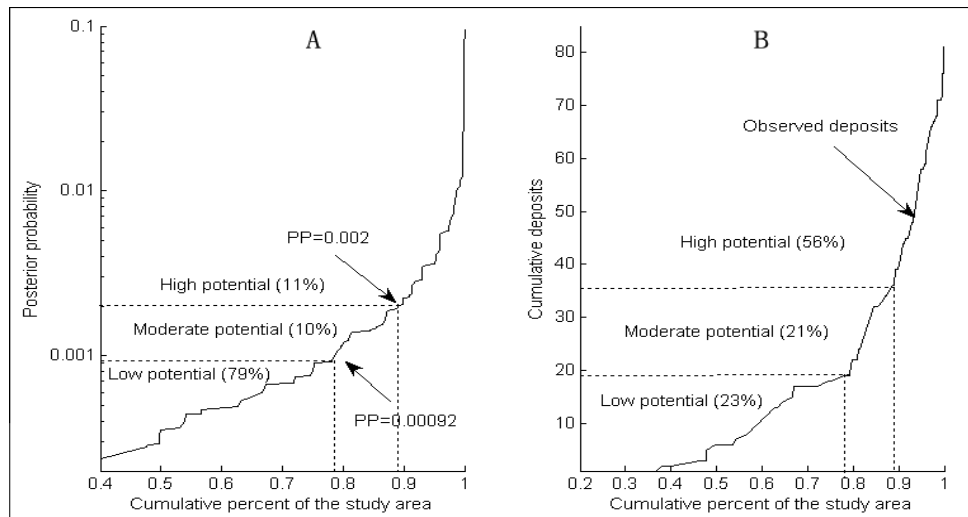 A
Posterior probability
0.1
0.01
0.001
PP=0.002
High potential (11%)
Moderate potential (10%)
Low potential (79%)
PP=0.00092
0.4 0.5 0.6 0.7 0.8 0.9 1
Cumulative percent of the study area
B
Cumulative deposits
80
70
60
50
40
30
20
10
Observed deposits
High potential (56%)
Moderate potential (21%)
Low potential (23%)
0.2 0.3 0.4 0.5 0.6 0.7 0.8 0.9 1
Cumulative percent of the study area